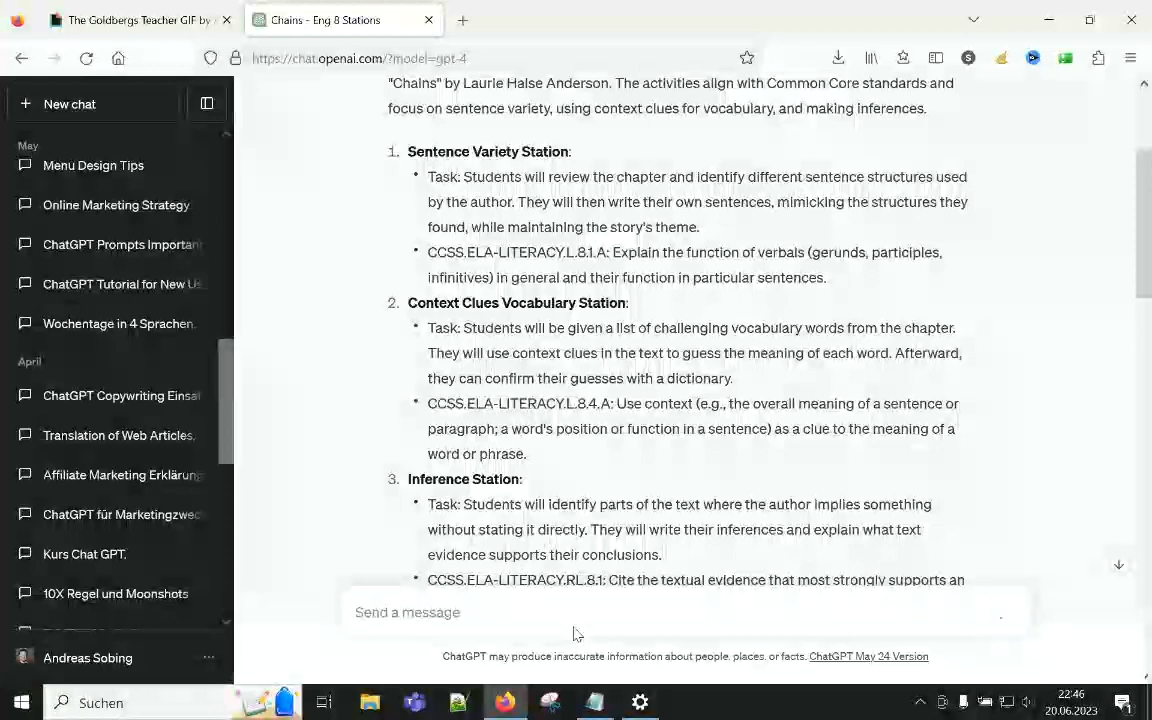 The Goldbergs Teacher GIF by
Chains - Eng 8 Stations
https://chat.openai.com/?model=gpt-4
New chat
May
Menu Design Tips
Online Marketing Strategy
ChatGPT Prompts Importan
ChatGPT Tutorial for New Us
Wochentage in 4 Sprachen.
April
ChatGPT Copywriting Einsa
Translation of Web Articles.
Affiliate Marketing Erklärung
ChatGPT für Marketingzwec
Kurs Chat GPT.
10X Regel und Moonshots
Andreas Sobing
"Chains" by Laurie Halse Anderson. The activities align with Common Core standards and
focus on sentence variety, using context clues for vocabulary, and making inferences.
1. Sentence Variety Station:
• Task: Students will review the chapter and identify different sentence structures used
by the author. They will then write their own sentences, mimicking the structures they
found, while maintaining the story's theme.
• CCSS.ELA-LITERACY.L.8.1.A: Explain the function of verbals (gerunds, participles,
infinitives) in general and their function in particular sentences.
2. Context Clues Vocabulary Station:
• Task: Students will be given a list of challenging vocabulary words from the chapter.
They will use context clues in the text to guess the meaning of each word. Afterward,
they can confirm their guesses with a dictionary.
• CCSS.ELA-LITERACY.L.8.4.A: Use context (e.g., the overall meaning of a sentence or
paragraph; a word's position or function in a sentence) as a clue to the meaning of a
word or phrase.
3. Inference Station:
• Task: Students will identify parts of the text where the author implies something
without stating it directly. They will write their inferences and explain what text
evidence supports their conclusions.
• CCSS.ELA-LITERACY.RL.8.1: Cite the textual evidence that most strongly supports an
Send a message
ChatGPT may produce inaccurate information about people, places, or facts. ChatGPT May 24 Version
Suchen
22:46
20.06.2023